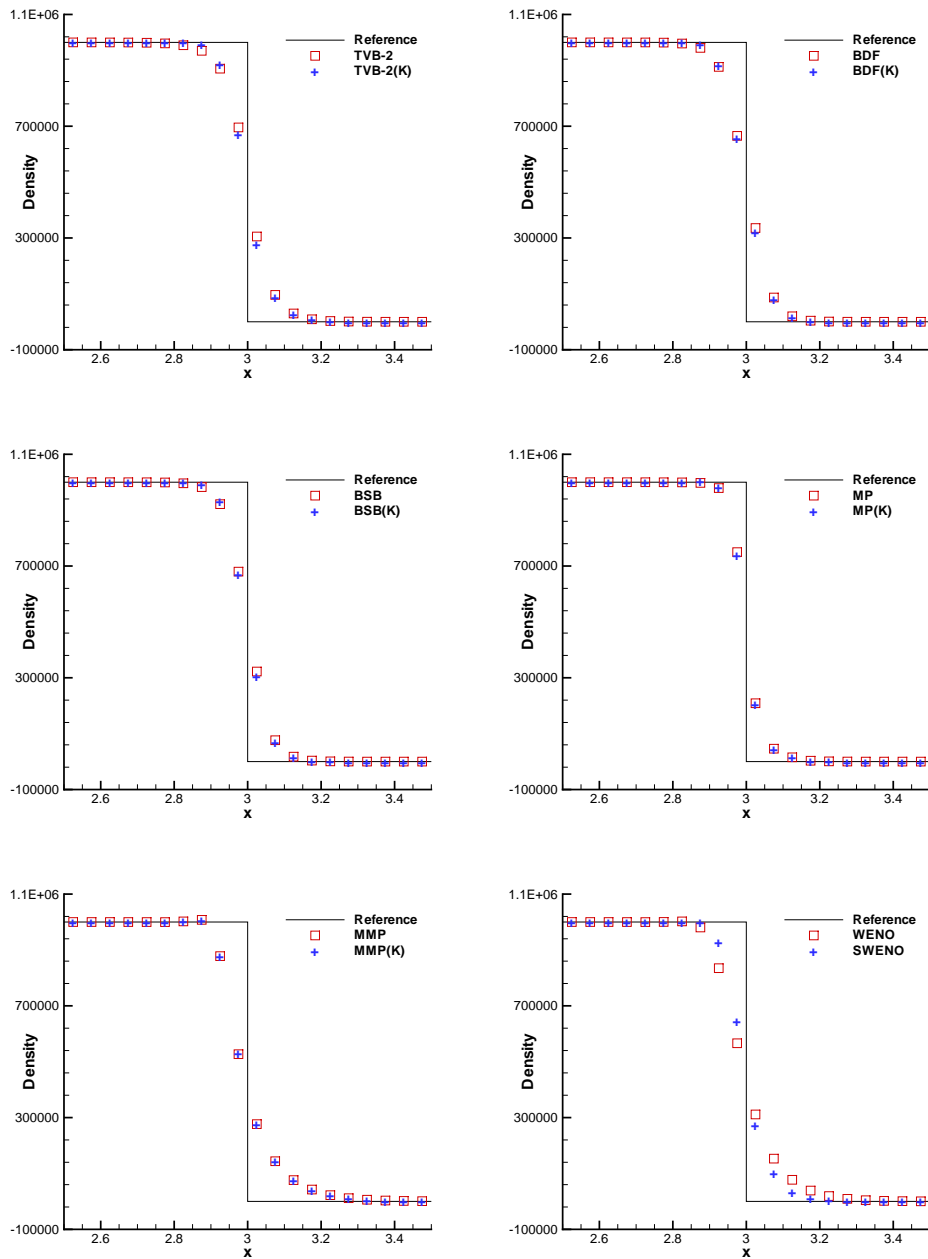 1.1E+06
Reference
TVB-2
TVB-2(K)
700000
Density
300000
-100000
2.6 2.8 3 3.2 3.4
x
1.1E+06
Reference
BDF
BDF(K)
700000
Density
300000
-100000
2.6 2.8 3 3.2 3.4
x
1.1E+06
Reference
BSB
BSB(K)
700000
Density
300000
-100000
2.6 2.8 3 3.2 3.4
x
1.1E+06
Reference
MP
MP(K)
700000
Density
300000
-100000
2.6 2.8 3 3.2 3.4
x
1.1E+06
Reference
MMP
MMP(K)
700000
Density
300000
-100000
2.6 2.8 3 3.2 3.4
x
1.1E+06
Reference
WENO
SWENO
700000
Density
300000
-100000
2.6 2.8 3 3.2 3.4
x